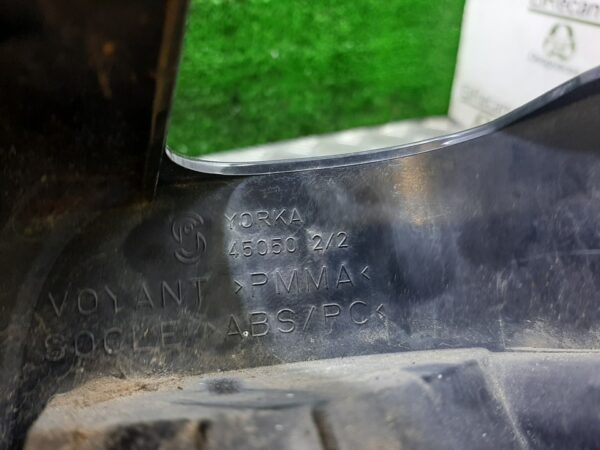 YORKA
45050 2/2
VOYANT >PMMA<
SOCLE >ABS/PC<